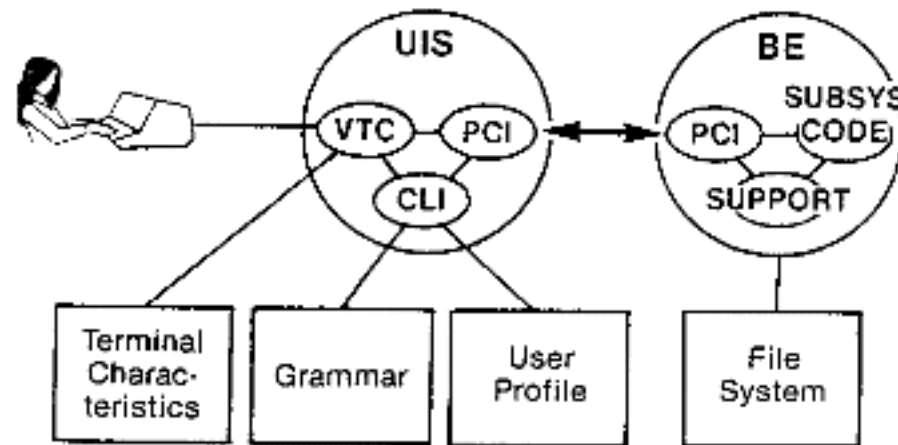 UIS
BE
VTC
PCI
PCI
SUBSYS
CODE
CLI
SUPPORT
Terminal
Charac-
teristics
Grammar
User
Profile
File
System